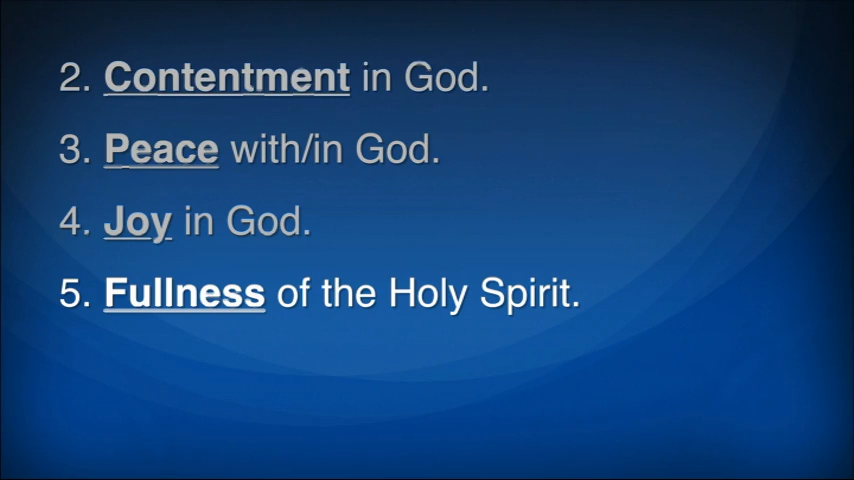 2. Contentment in God.
3. Peace with/in God.
4. Joy in God.
5. Fullness of the Holy Spirit.